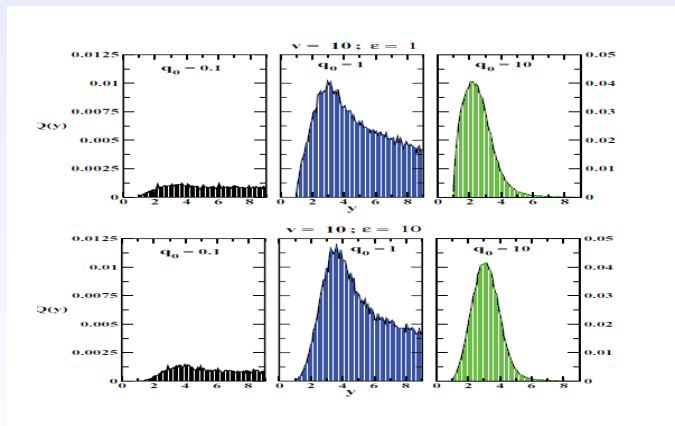 v = 10 ; ε = 1
0.0125
0.01
0.0075
0.005
0.0025
0
Q(y)
q0 – 0.1
q0 – 1
q0 – 10
0.05
0.04
0.03
0.02
0.01
0
0 2 4 6 8
2 4 6 8
0 2 4 6 8
y
v = 10 ; ε = 10
0.0125
0.01
0.0075
0.005
0.0025
0
Q(y)
q0 – 0.1
q0 – 1
q0 – 10
0.05
0.04
0.03
0.02
0.01
0
0 2 4 6 8
0 2 4 6 8
0 2 4 6 8
y